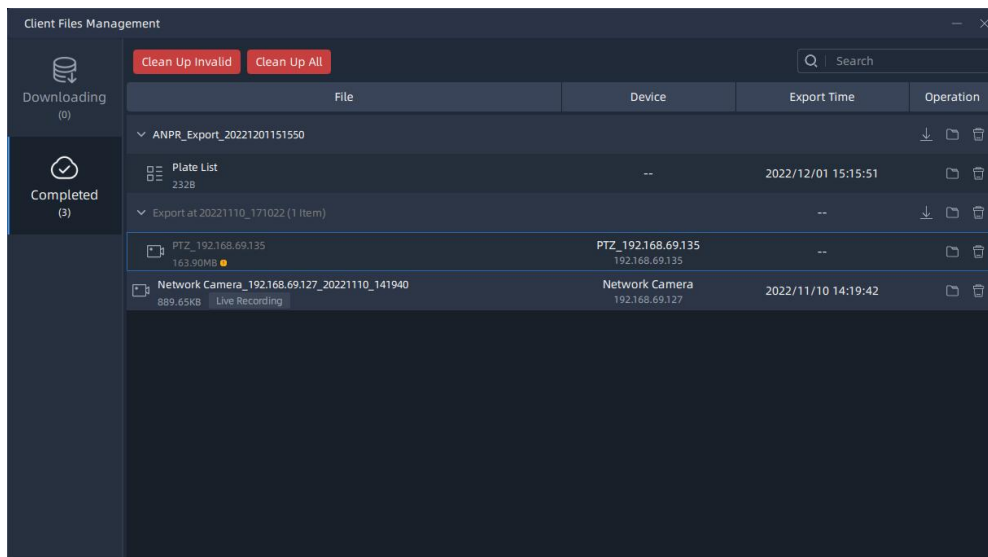 Client Files Management
Downloading
(0)
Completed
(3)
Clean Up Invalid Clean Up All
Search
File Device Export Time Operation
ANPR_Export_20221201151550
Plate List
232B
-- 2022/12/01 15:15:51
Export at 20221110_171022 (1 Item) --
PTZ_192.168.69.135
163.90MB
PTZ_192.168.69.135
192.168.69.135
--
Network Camera_192.168.69.127_20221110_141940
889.65KB Live Recording
Network Camera
192.168.69.127
2022/11/10 14:19:42